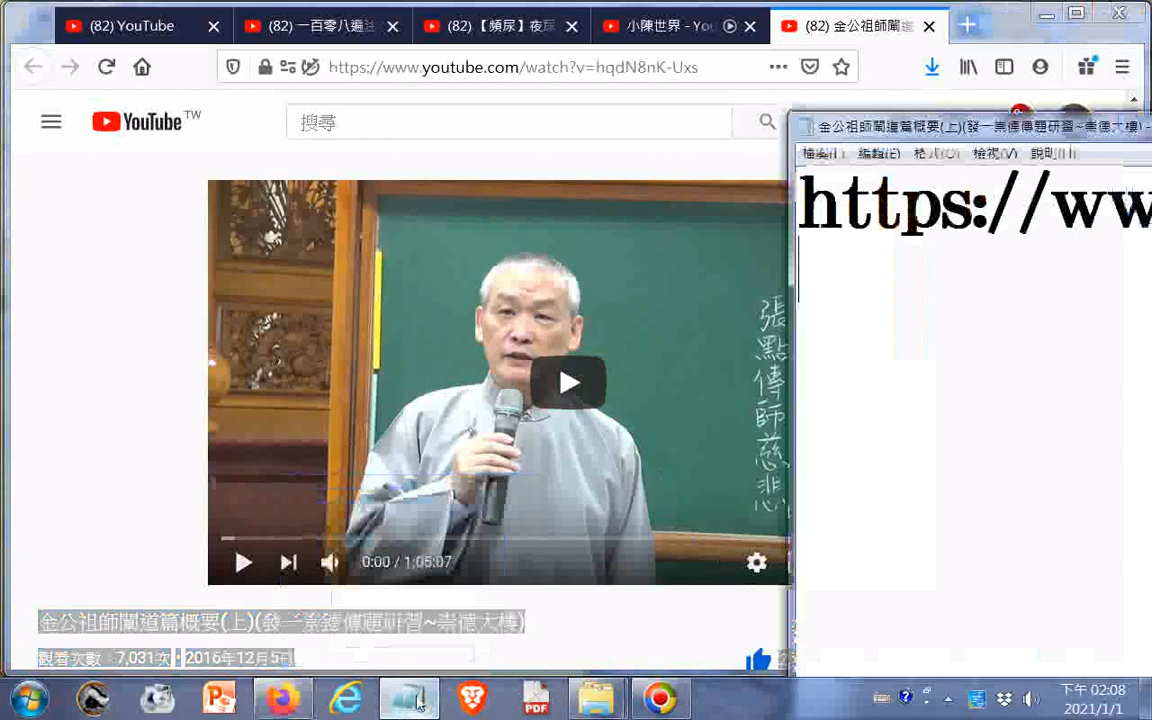 (82) YouTube
(82) 一百零八遍
(82) 【頻尿】夜尿
小陳世界 - You
(82) 金公祖師闡道
https://www.youtube.com/watch?v=hqdN8nK-Uxs
YouTube TW
搜尋
金公祖師闡道篇概要(上)(發一崇德傳題研習~崇德大樓) -
編輯(E)
檢視(V)
https://ww
張點傳師慈悲
0:00 / 1:05:07
金公祖師闡道篇概要(上)(發一崇德傳題研習~崇德大樓)
觀看次數：7,031次 • 2016年12月5日
PDF
下午 02:08
2021/1/1